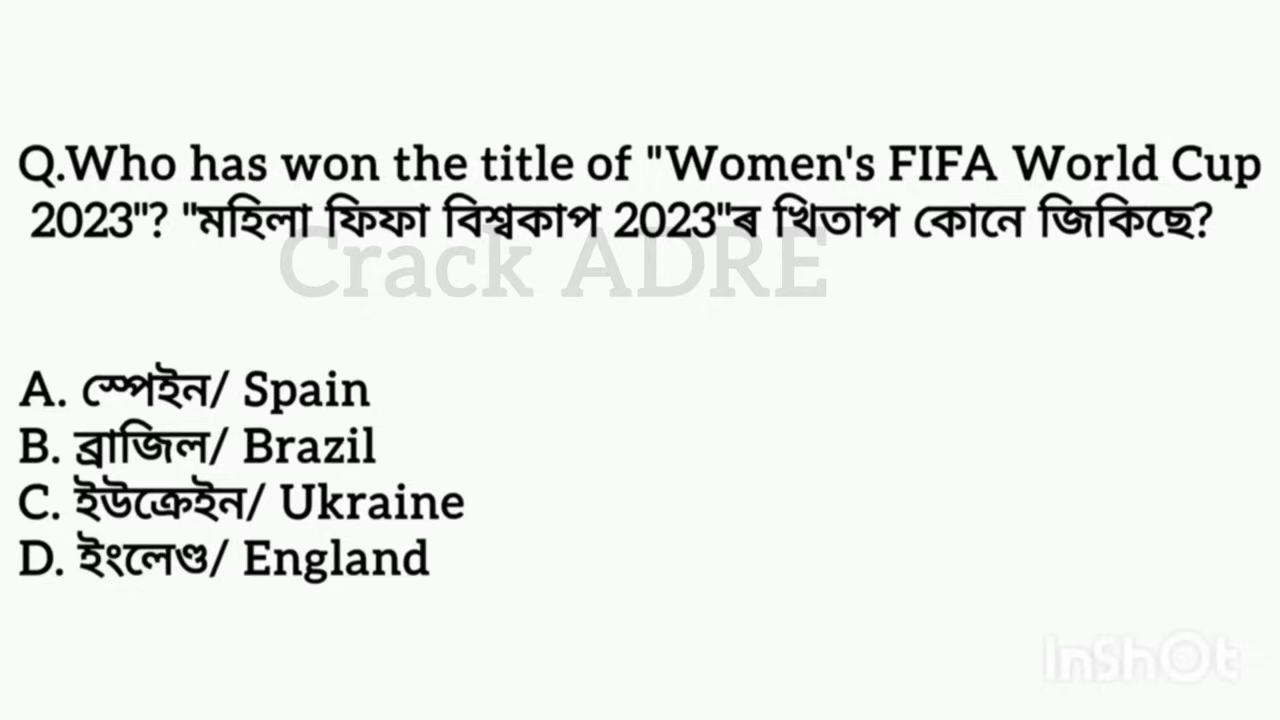 Q.Who has won the title of "Women's FIFA World Cup
2023"? "মহিলা ফিফা বিশ্বকাপ 2023"ৰ খিতাপ কোনে জিকিছে?
Crack ADRE
A. স্পেইন/ Spain
B. ব্ৰাজিল/ Brazil
C. ইউক্ৰেইন/ Ukraine
D. ইংলেণ্ড/ England
InShOt